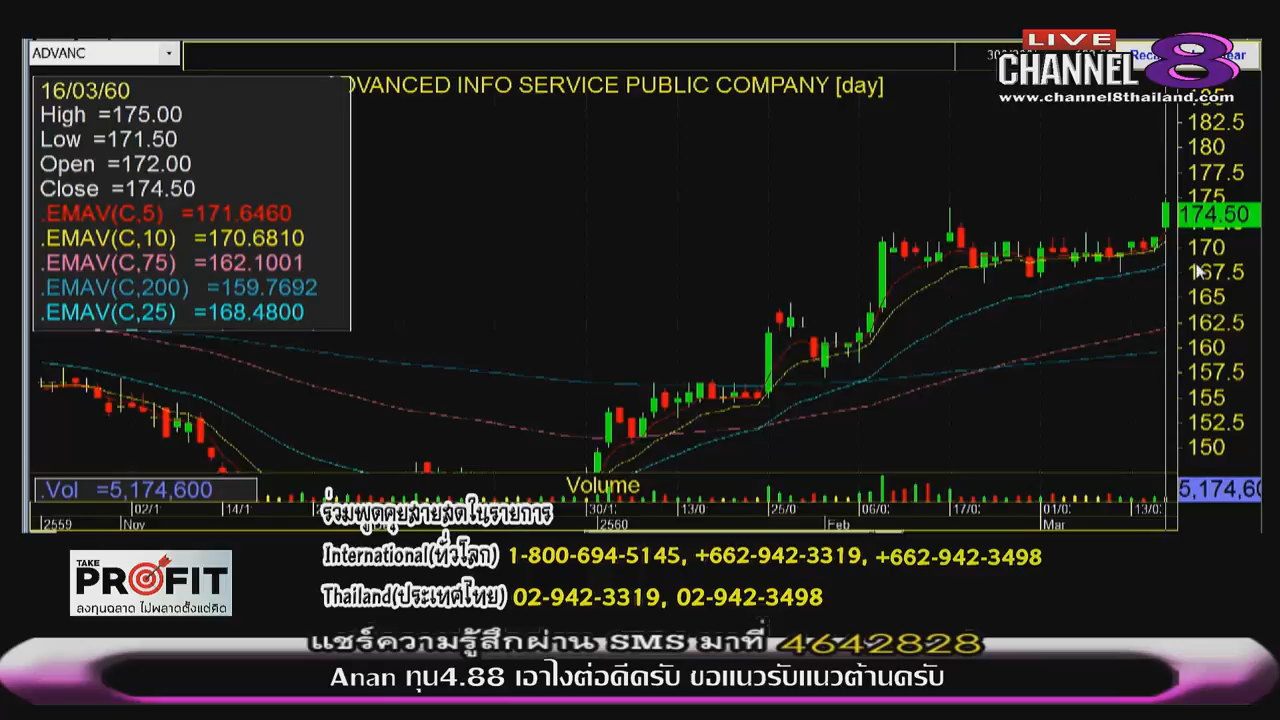 ADVANC
LIVE
CHANNEL 8
www.channel8thailand.com
DVANCED INFO SERVICE PUBLIC COMPANY [day]
16/03/60
High =175.00
Low =171.50
Open =172.00
Close =174.50
.EMAV(C,5) =171.6460
.EMAV(C,10) =170.6810
.EMAV(C,75) =162.1001
.EMAV(C,200) =159.7692
.EMAV(C,25) =168.4800
182.5
180
177.5
175
174.50
170
167.5
165
162.5
160
157.5
155
152.5
150
.Vol =5,174,600
Volume
5,174,60
02/1 14/1 30/1 13/0 25/0 06/0 17/0 01/0 13/0
2559 Nov 2560 Feb Mar
ร่วมพูดคุยสายสดในรายการ
International(ทั่วโลก) 1-800-694-5145, +662-942-3319, +662-942-3498
Thailand(ประเทศไทย) 02-942-3319, 02-942-3498
TAKE
PROFIT
ลงทุนฉลาด ไม่พลาดตั้งแต่คิด
แชร์ความรู้สึกผ่าน SMS มาที่ 4642828
Anan ทุน4.88 เอาไงต่อดีครับ ขอแนวรับแนวต้านครับ